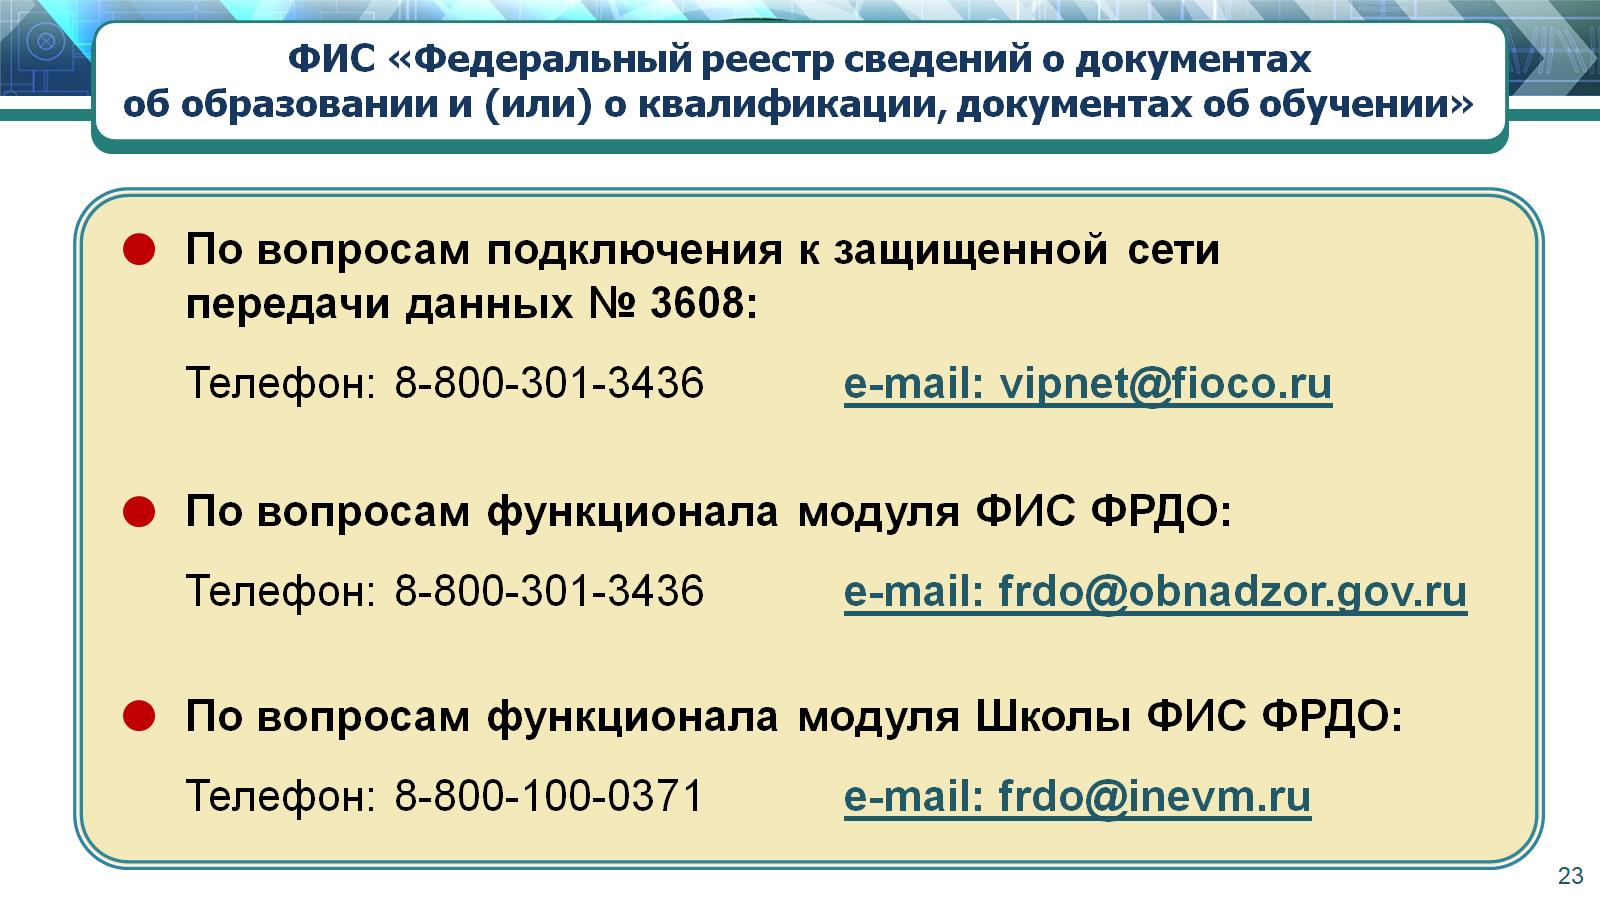 ФИС «Федеральный реестр сведений о документах
об образовании и (или) о квалификации, документах об обучении»
По вопросам подключения к защищенной сети
передачи данных № 3608:
Телефон: 8-800-301-3436 e-mail: vipnet@fioco.ru
По вопросам функционала модуля ФИС ФРДО:
Телефон: 8-800-301-3436 e-mail: frdo@obnadzor.gov.ru
По вопросам функционала модуля Школы ФИС ФРДО:
Телефон: 8-800-100-0371 e-mail: frdo@inevm.ru
23